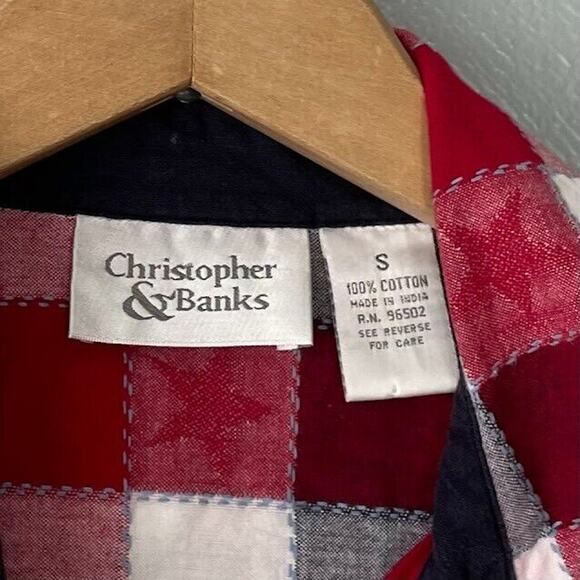 Christopher
& Banks
S
100% COTTON
MADE IN INDIA
R.N. 96502
SEE REVERSE
FOR CARE